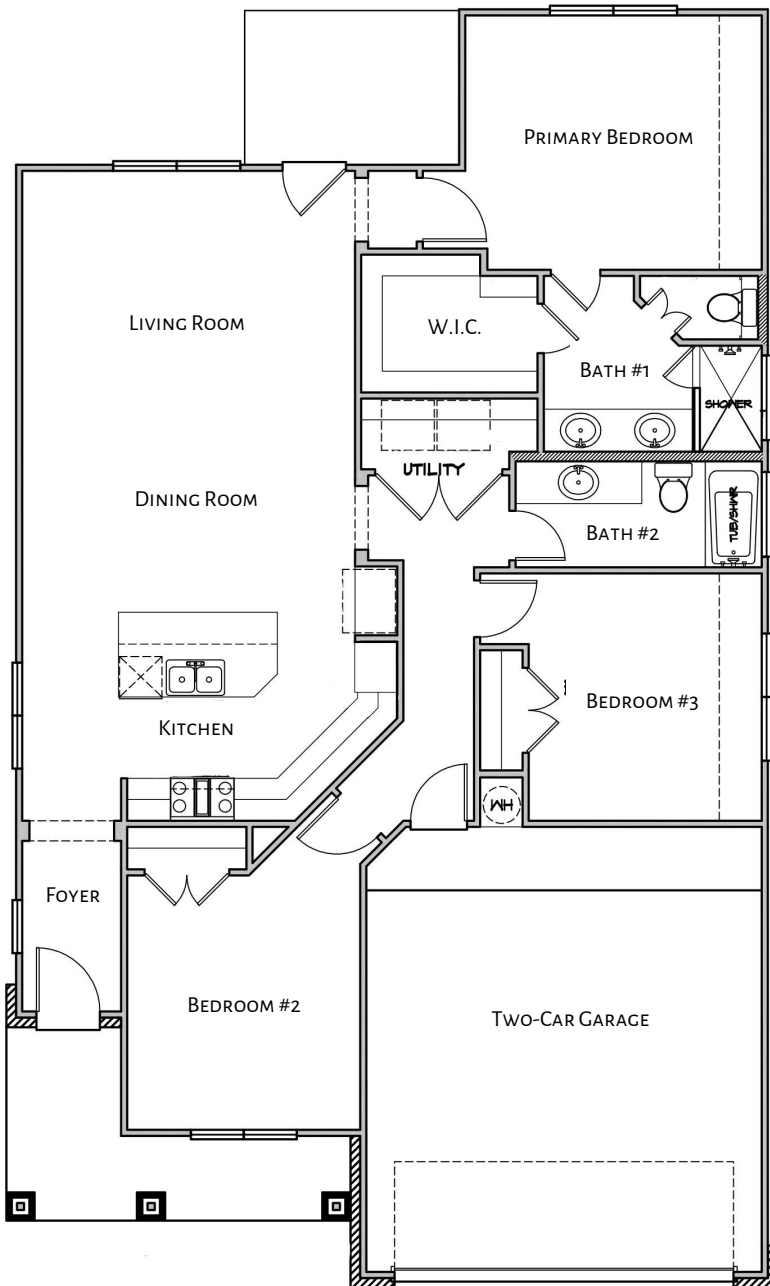 Primary Bedroom
Living Room
W.I.C.
Bath #1
SHOWER
UTILITY
Dining Room
TUB/SHWR
Bath #2
Bedroom #3
Kitchen
WH
Foyer
Bedroom #2
Two-Car Garage